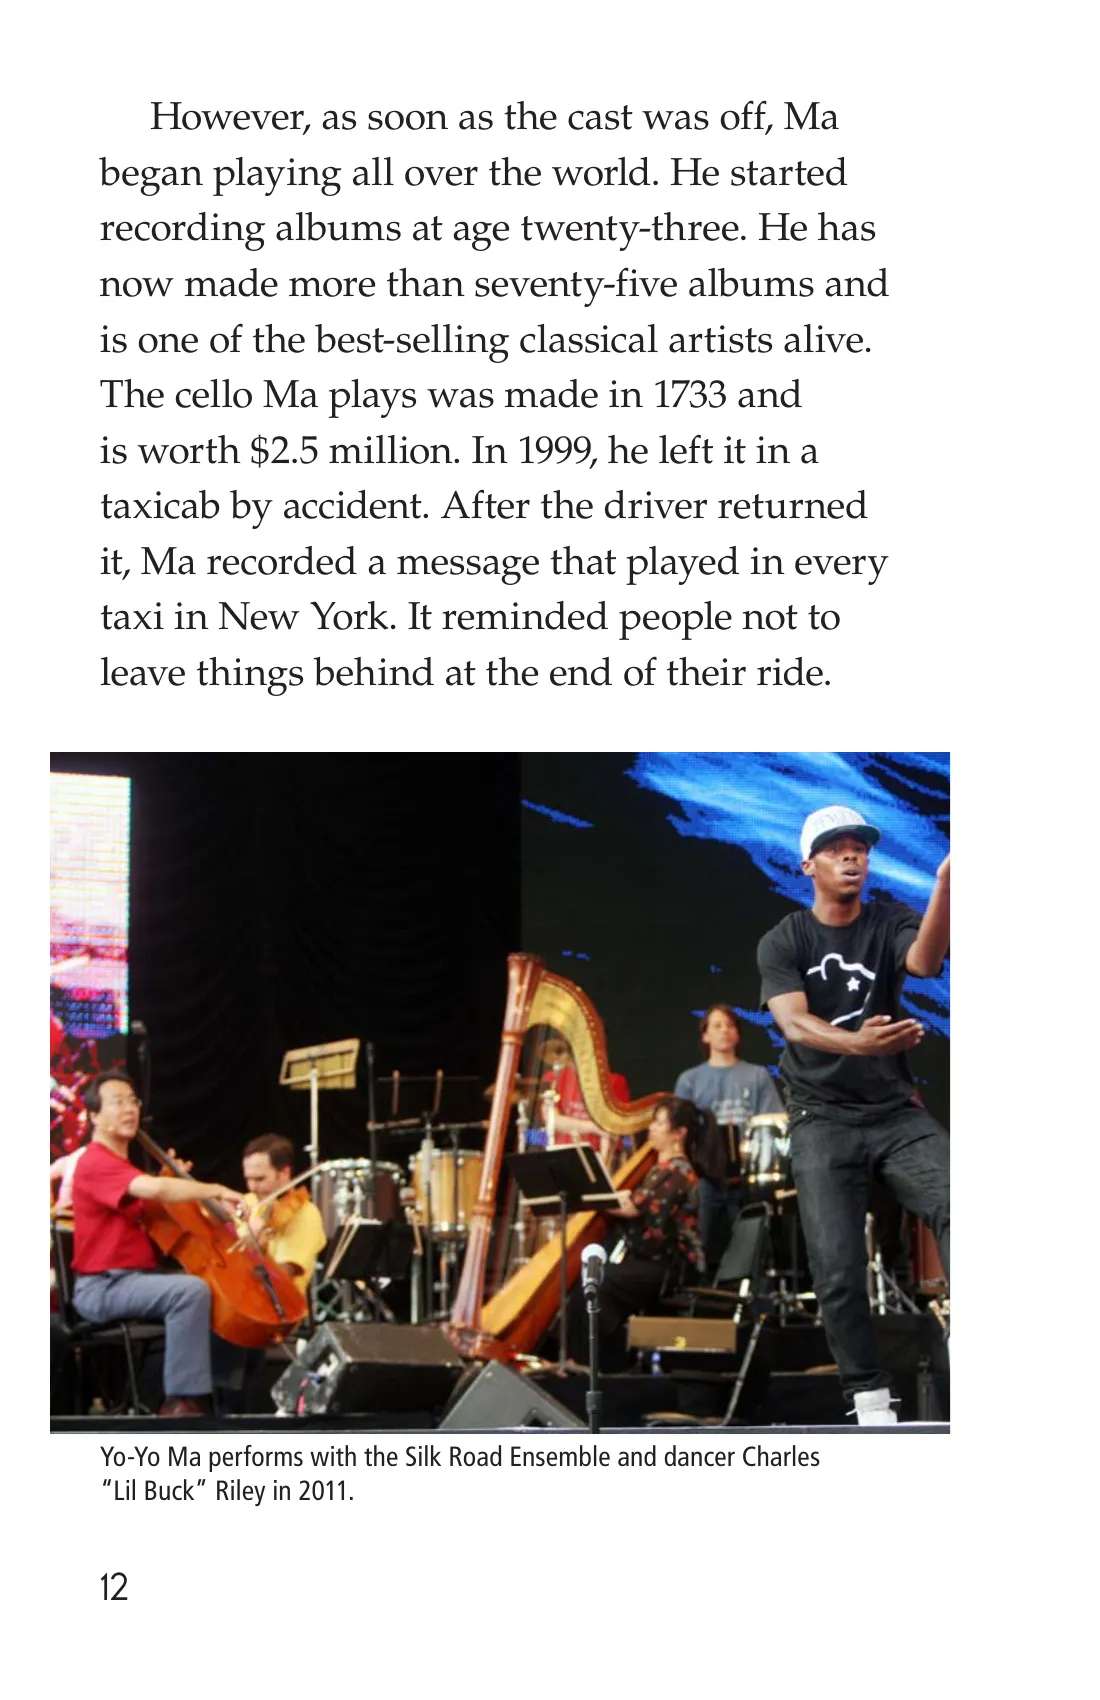 However, as soon as the cast was off, Ma
began playing all over the world. He started
recording albums at age twenty-three. He has
now made more than seventy-five albums and
is one of the best-selling classical artists alive.
The cello Ma plays was made in 1733 and
is worth $2.5 million. In 1999, he left it in a
taxicab by accident. After the driver returned
it, Ma recorded a message that played in every
taxi in New York. It reminded people not to
leave things behind at the end of their ride.
3
Yo-Yo Ma performs with the Silk Road Ensemble and dancer Charles
“Lil Buck” Riley in 2011.
12